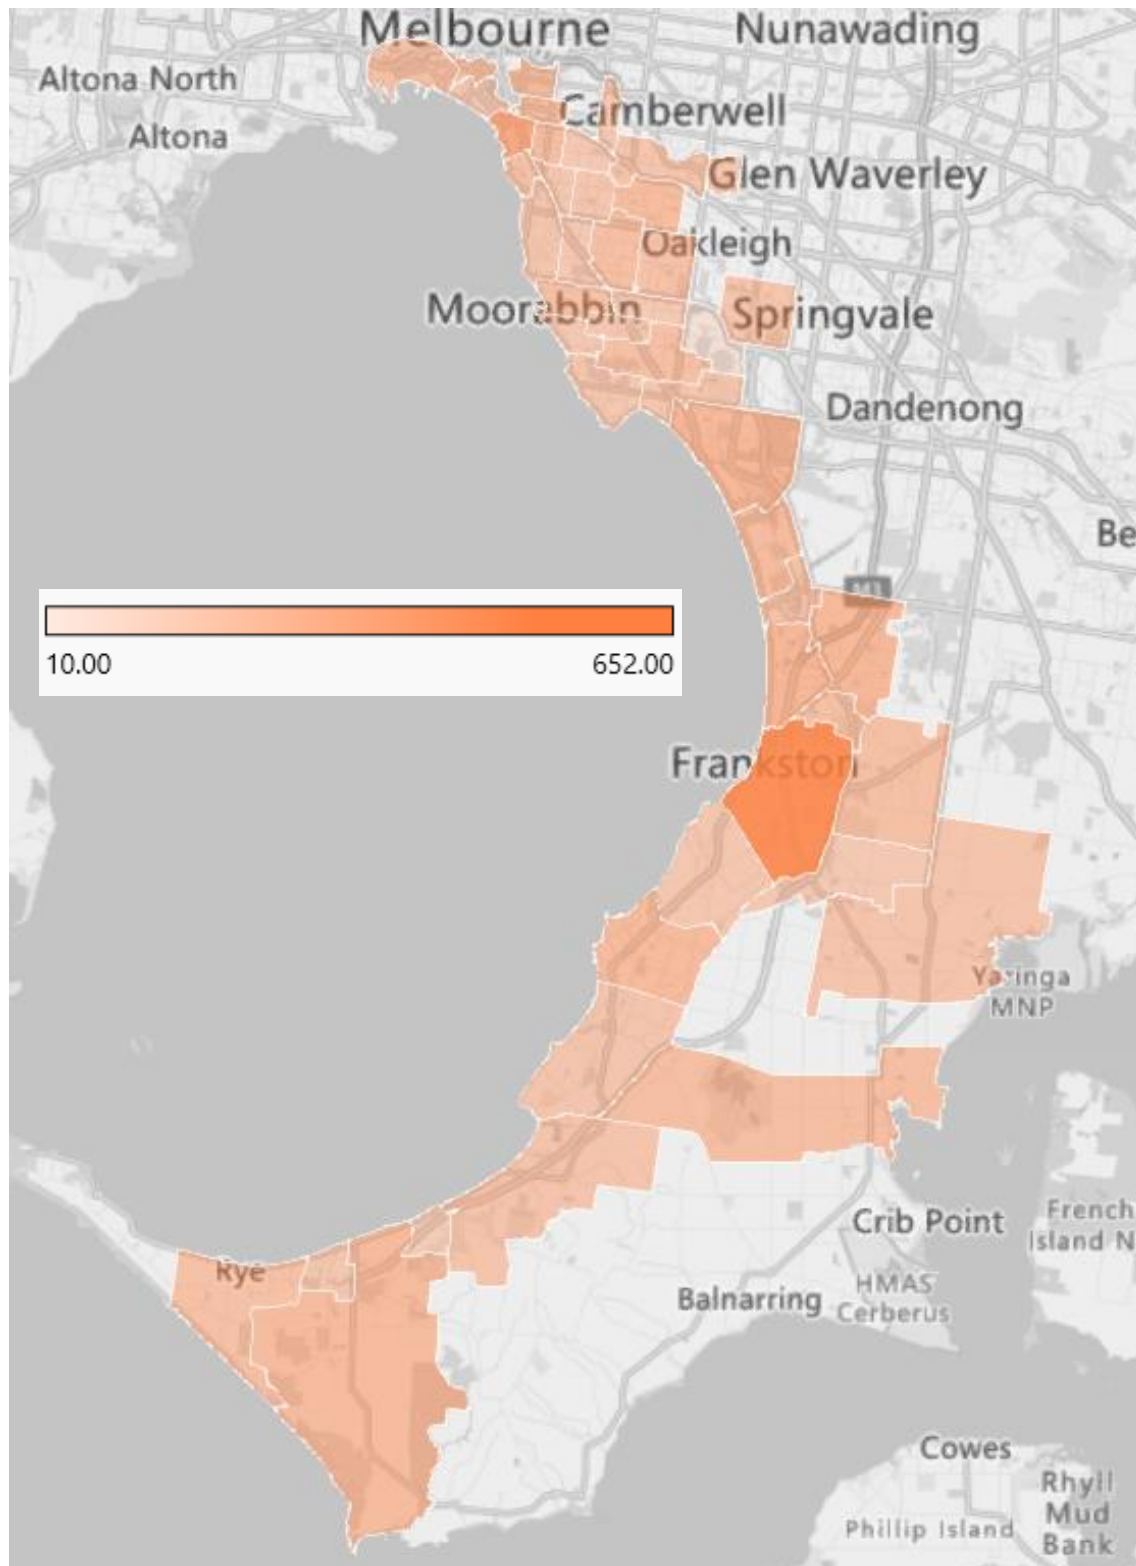 Melbourne
Nunawading
Altona North
Camberwell
Altona
Glen Waverley
Oakleigh
Moorabbin
Springvale
Dandenong
Be
M3
10.00
652.00
Frankston
Yaringa
MNP
Crib Point
French
Island N
Rye
HMAS
Cerberus
Balnarring
Cowes
Rhyll
Mud
Bank
Phillip Island